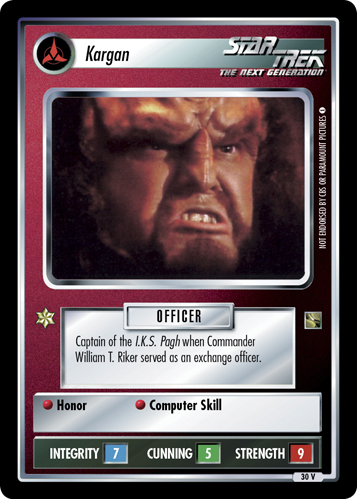 Kargan
STAR TREK
THE NEXT GENERATION
NOT ENDORSED BY CBS OR PARAMOUNT PICTURES
OFFICER
Captain of the I.K.S. Pagh when Commander
William T. Riker served as an exchange officer.
Honor
Computer Skill
INTEGRITY 7 CUNNING 5 STRENGTH 9
30 V